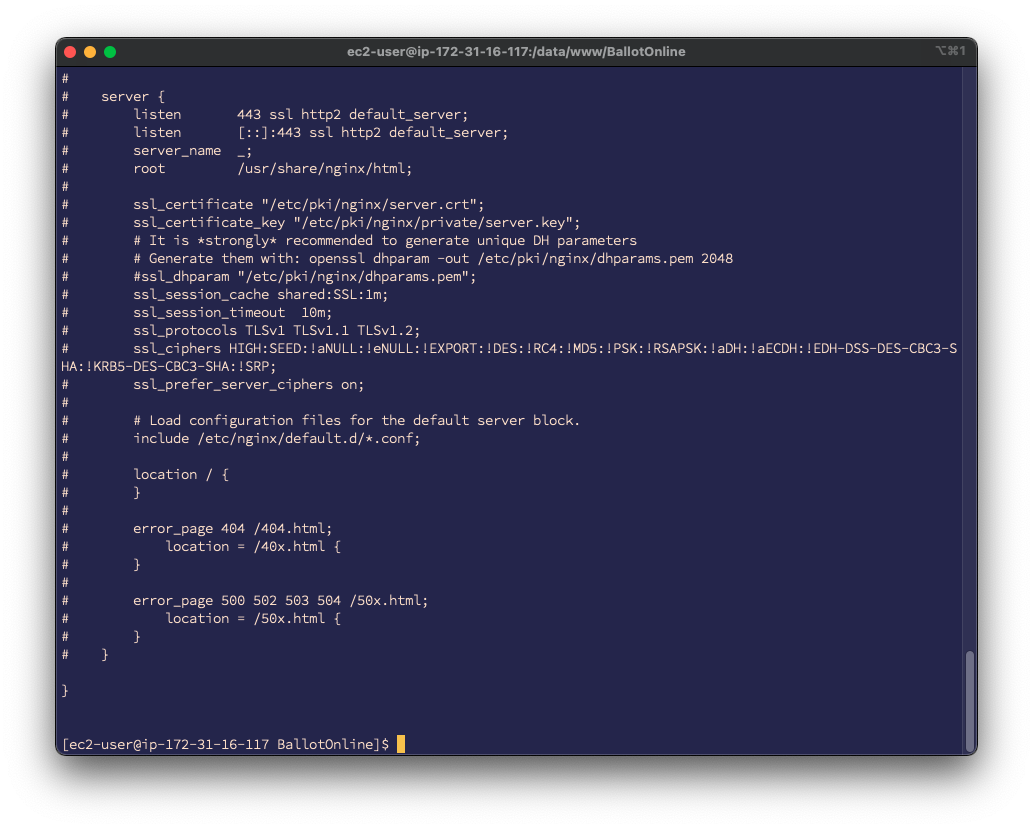 ec2-user@ip-172-31-16-117:/data/www/BallotOnline
⌥⌘1
#
#    server {
#        listen       443 ssl http2 default_server;
#        listen       [::]:443 ssl http2 default_server;
#        server_name  _;
#        root         /usr/share/nginx/html;
#
#        ssl_certificate "/etc/pki/nginx/server.crt";
#        ssl_certificate_key "/etc/pki/nginx/private/server.key";
#        # It is *strongly* recommended to generate unique DH parameters
#        # Generate them with: openssl dhparam -out /etc/pki/nginx/dhparams.pem 2048
#        #ssl_dhparam "/etc/pki/nginx/dhparams.pem";
#        ssl_session_cache shared:SSL:1m;
#        ssl_session_timeout  10m;
#        ssl_protocols TLSv1 TLSv1.1 TLSv1.2;
#        ssl_ciphers HIGH:SEED:!aNULL:!eNULL:!EXPORT:!DES:!RC4:!MD5:!PSK:!RSAPSK:!aDH:!aECDH:!EDH-DSS-DES-CBC3-S
HA:!KRB5-DES-CBC3-SHA:!SRP;
#        ssl_prefer_server_ciphers on;
#
#        # Load configuration files for the default server block.
#        include /etc/nginx/default.d/*.conf;
#
#        location / {
#        }
#
#        error_page 404 /404.html;
#            location = /40x.html {
#        }
#
#        error_page 500 502 503 504 /50x.html;
#            location = /50x.html {
#        }
#    }
}
[ec2-user@ip-172-31-16-117 BallotOnline]$